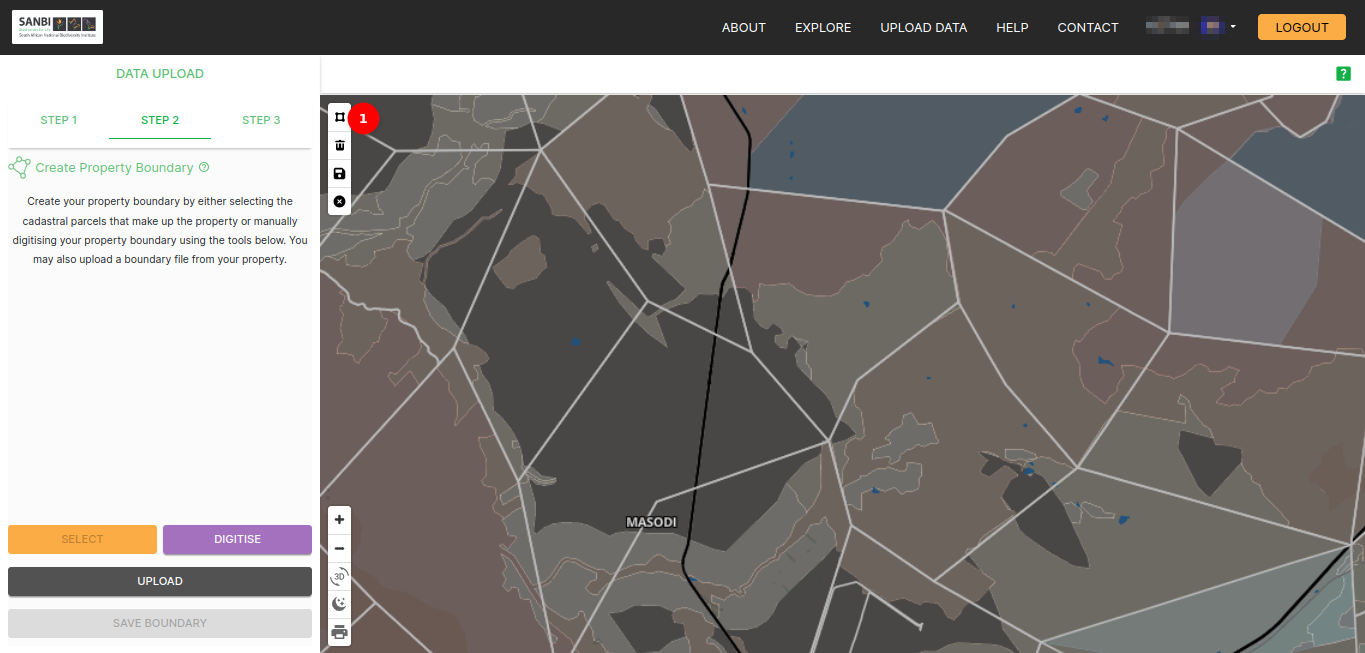 SANBI
Biodiversity for Life
South African National Biodiversity Institute
ABOUT
EXPLORE
UPLOAD DATA
HELP
CONTACT
LOGOUT
DATA UPLOAD
?
STEP 1
STEP 2
STEP 3
1
Create Property Boundary
Create your property boundary by either selecting the
cadastral parcels that make up the property or manually
digitising your property boundary using the tools below. You
may also upload a boundary file from your property.
SELECT
DIGITISE
UPLOAD
SAVE BOUNDARY
MASODI
3D